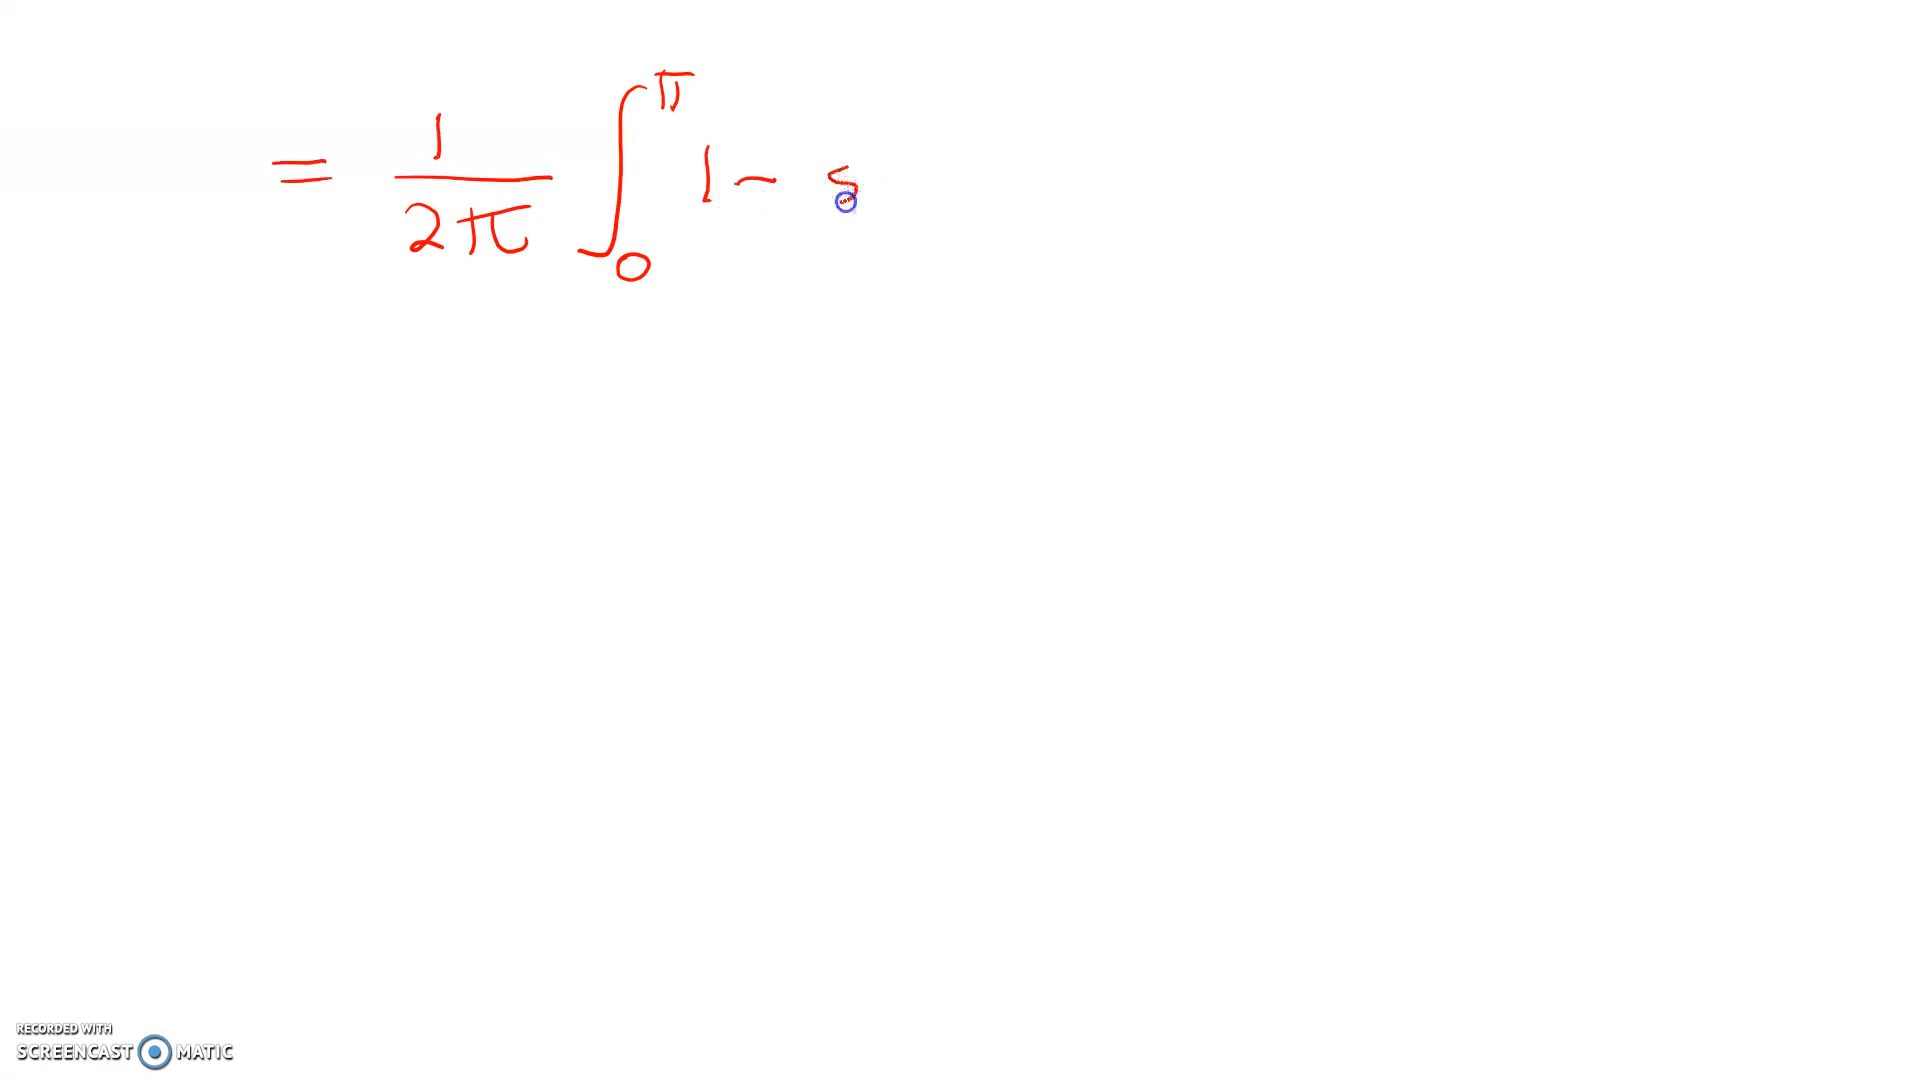 = 1/2π ∫₀^π 1 - s
RECORDED WITH
SCREENCAST MATIC